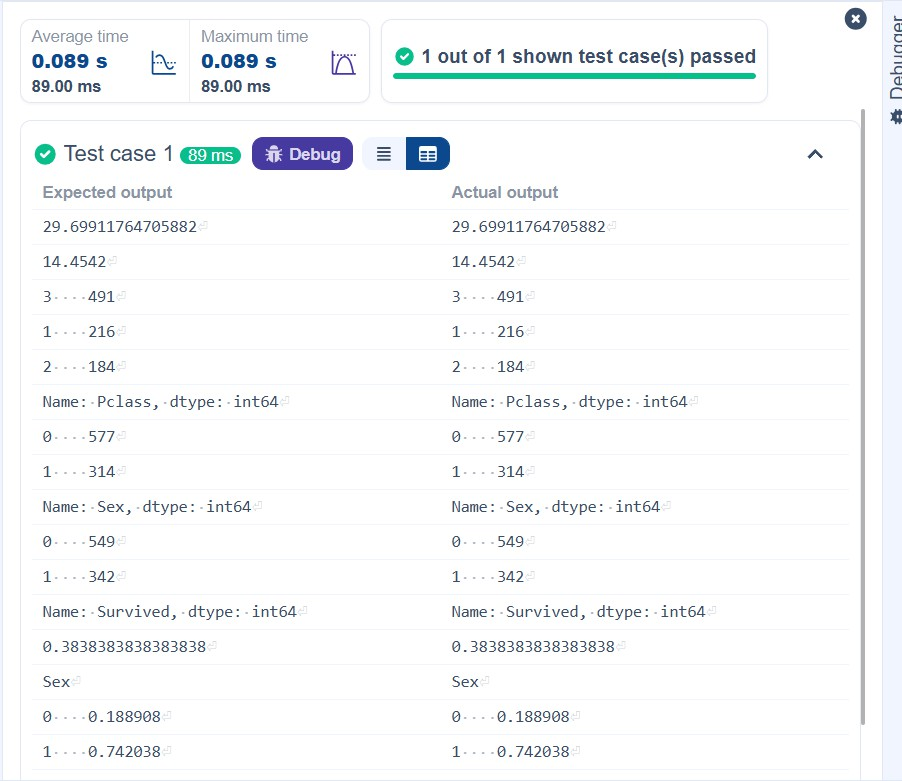 Average time
0.089 s
89.00 ms
Maximum time
0.089 s
89.00 ms
1 out of 1 shown test case(s) passed
Debugger
Test case 1 89 ms Debug
Expected output Actual output
29.69911764705882⏎ 29.69911764705882⏎
14.4542⏎ 14.4542⏎
3····491⏎ 3····491⏎
1····216⏎ 1····216⏎
2····184⏎ 2····184⏎
Name:·Pclass,·dtype:·int64⏎ Name:·Pclass,·dtype:·int64⏎
0····577⏎ 0····577⏎
1····314⏎ 1····314⏎
Name:·Sex,·dtype:·int64⏎ Name:·Sex,·dtype:·int64⏎
0····549⏎ 0····549⏎
1····342⏎ 1····342⏎
Name:·Survived,·dtype:·int64⏎ Name:·Survived,·dtype:·int64⏎
0.3838383838383838⏎ 0.3838383838383838⏎
Sex⏎ Sex⏎
0····0.188908⏎ 0····0.188908⏎
1····0.742038⏎ 1····0.742038⏎